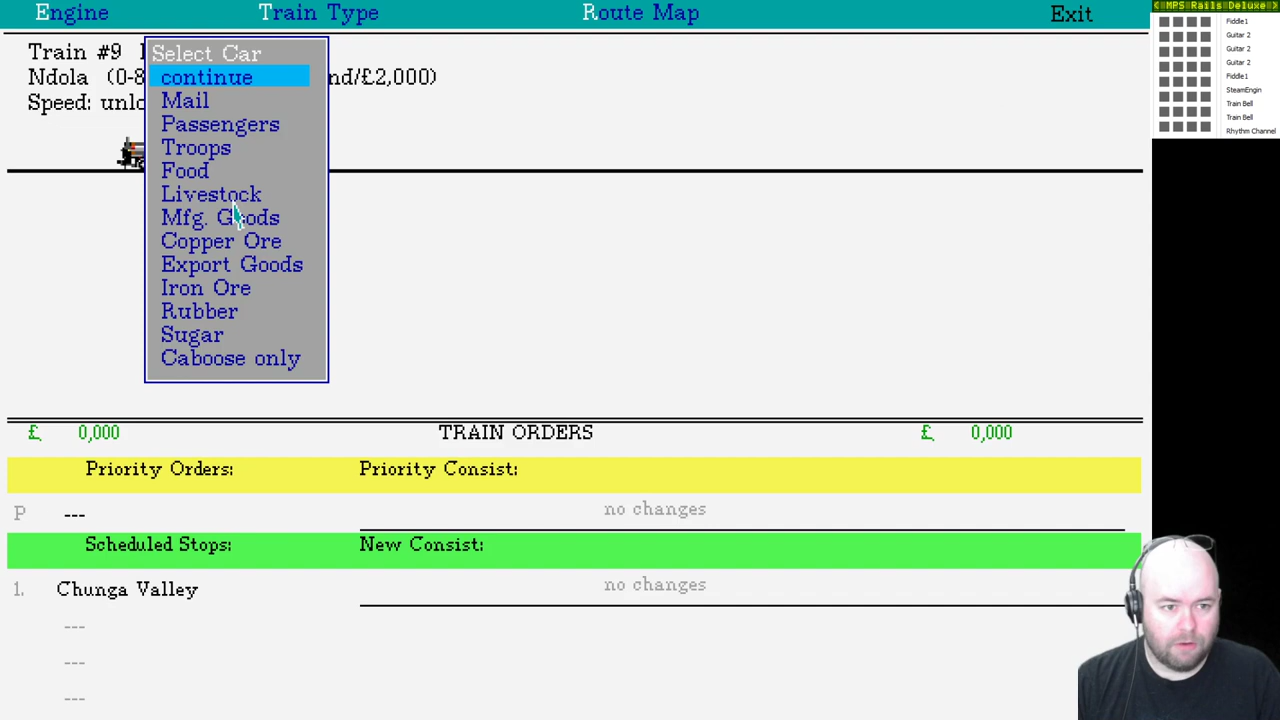 Engine Train Type Route Map Exit
Train #9
Ndola (0-8 nd/£2,000)
Speed: unlo
Select Car
continue
Mail
Passengers
Troops
Food
Livestock
Mfg. Goods
Copper Ore
Export Goods
Iron Ore
Rubber
Sugar
Caboose only
£ 0,000 TRAIN ORDERS £ 0,000
Priority Orders: Priority Consist:
P --- no changes
Scheduled Stops: New Consist:
1. Chunga Valley no changes
---
---
---
< MPS Rails Deluxe >
Fiddle1
Guitar 2
Guitar 2
Guitar 2
Fiddle1
SteamEngin
Train Bell
Train Bell
Rhythm Channel